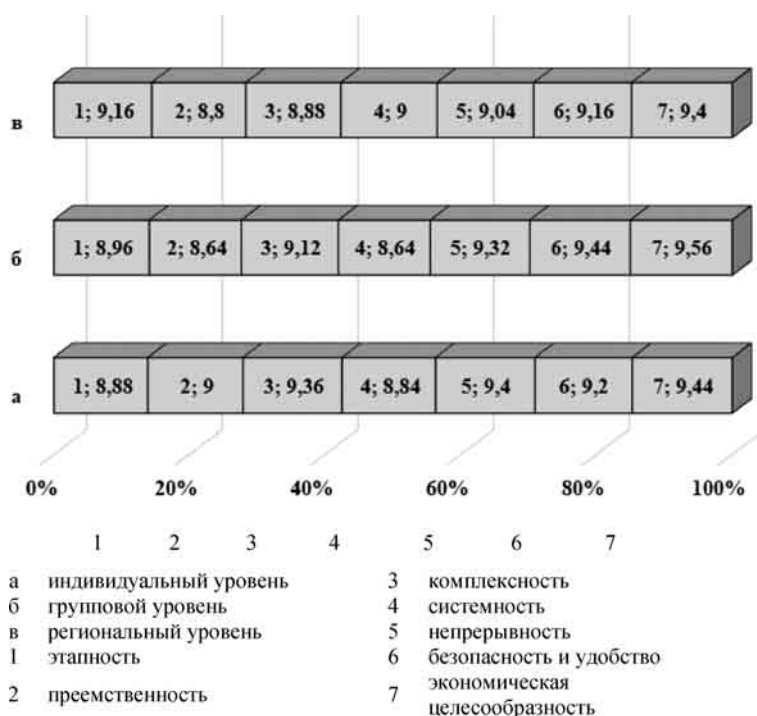 в 1; 9,16 2; 8,8 3; 8,88 4; 9 5; 9,04 6; 9,16 7; 9,4
б 1; 8,96 2; 8,64 3; 9,12 4; 8,64 5; 9,32 6; 9,44 7; 9,56
а 1; 8,88 2; 9 3; 9,36 4; 8,84 5; 9,4 6; 9,2 7; 9,44
0% 20% 40% 60% 80% 100%
1 2 3 4 5 6 7
а индивидуальный уровень
б групповой уровень
в региональный уровень
1 этапность
2 преемственность
3 комплексность
4 системность
5 непрерывность
6 безопасность и удобство
7 экономическая
целесообразность